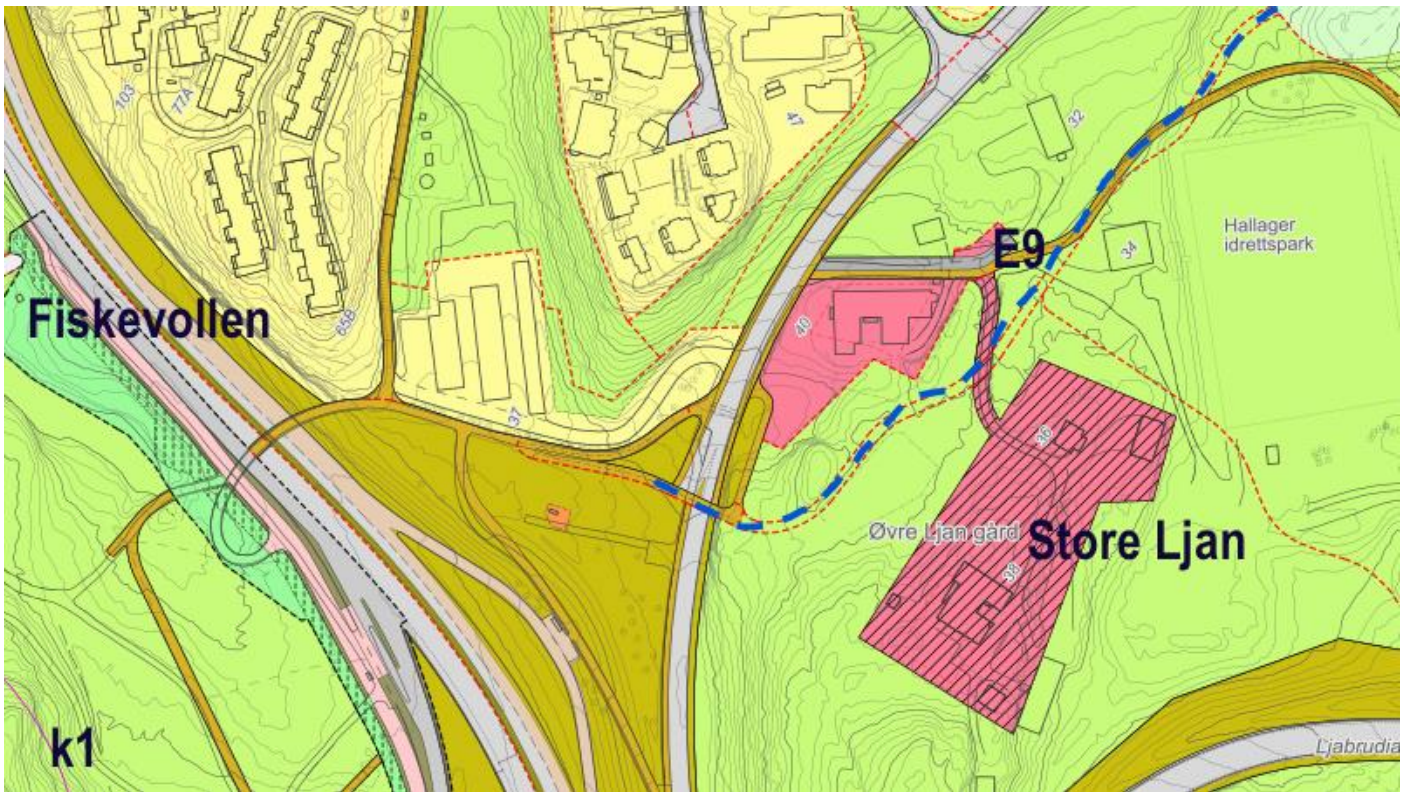 103
77A
47
32
Hallager
idrettspark
E9
34
Fiskevollen
65B
40
37
36
Øvre Ljan gård
Store Ljan
38
k1
Ljabrudia